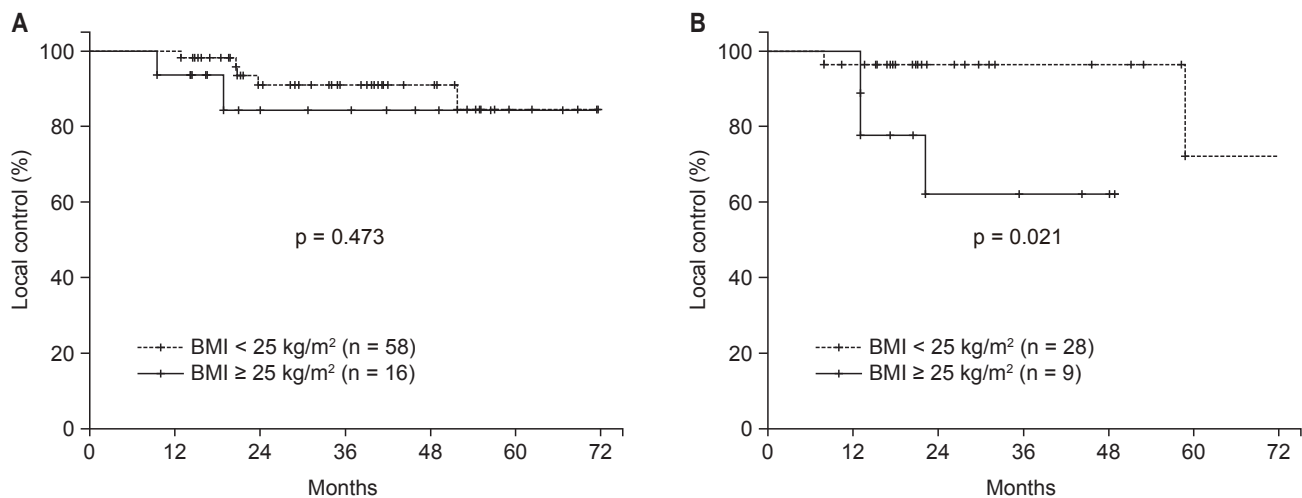 A
Local control (%)
100
80
60
80
20
0
p = 0.473
BMI < 25 kg/m² (n = 58)
BMI ≥ 25 kg/m² (n = 16)
0 12 24 36 48 60 72
Months
B
Local control (%)
100
80
60
80
20
0
p = 0.021
BMI < 25 kg/m² (n = 28)
BMI ≥ 25 kg/m² (n = 9)
0 12 24 36 48 60 72
Months